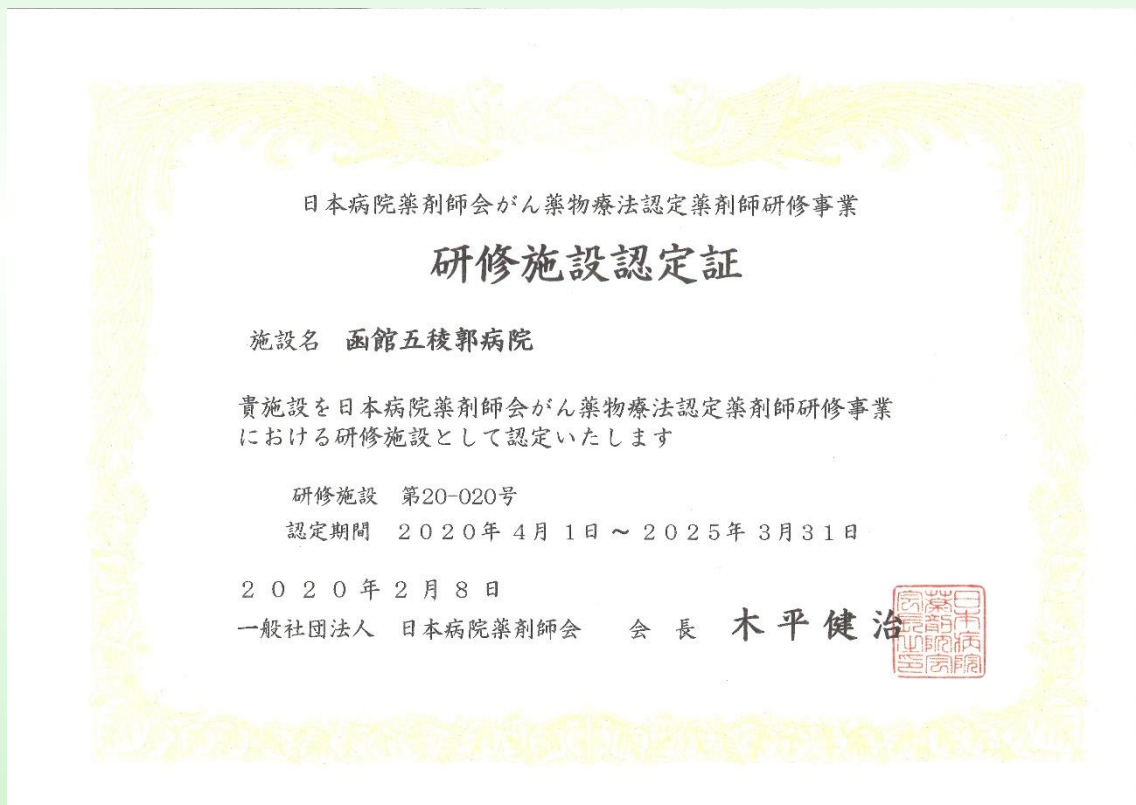 日本病院薬剤師会がん薬物療法認定薬剤師研修事業
研修施設認定証
施設名 函館五稜郭病院
貴施設を日本病院薬剤師会がん薬物療法認定薬剤師研修事業
における研修施設として認定いたします
研修施設 第20-020号
認定期間 2020年 4月 1日 ~ 2025年 3月31日
2020年2月8日
一般社団法人 日本病院薬剤師会 会 長 木平健治